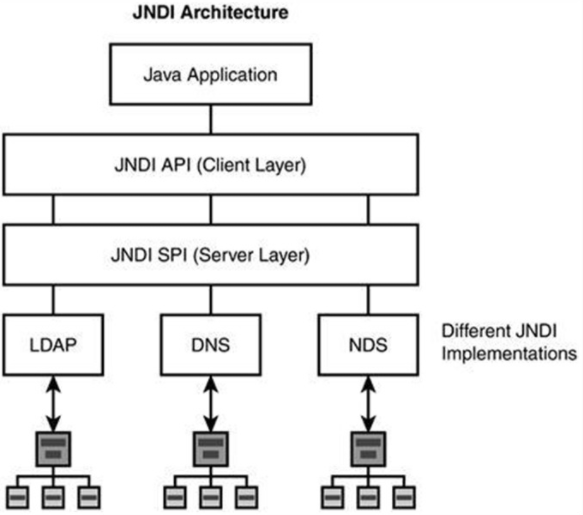 JNDI Architecture
Java Application
JNDI API (Client Layer)
JNDI SPI (Server Layer)
LDAP
DNS
NDS
Different JNDI
Implementations